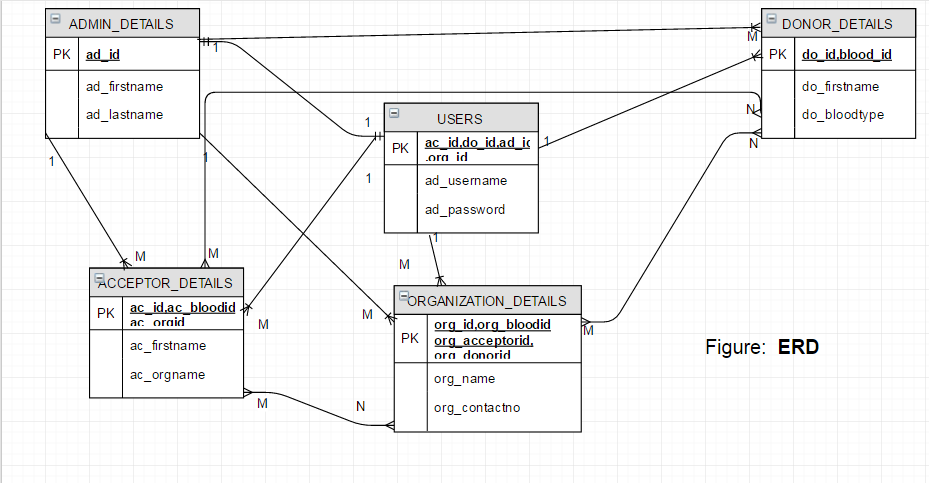 ADMIN_DETAILS
PK ad_id
ad_firstname
ad_lastname
DONOR_DETAILS
PK do_id,blood_id
do_firstname
do_bloodtype
USERS
PK ac_id,do_id,ad_id
,org_id
ad_username
ad_password
ACCEPTOR_DETAILS
PK ac_id,ac_bloodid
ac_orgid
ac_firstname
ac_orgname
ORGANIZATION_DETAILS
PK org_id,org_bloodid
org_acceptorid,
org_donorid
org_name
org_contactno
1
M
1
1
N
N
1
1
1
M
M
1
M
M
M
M
M
N
Figure: ERD